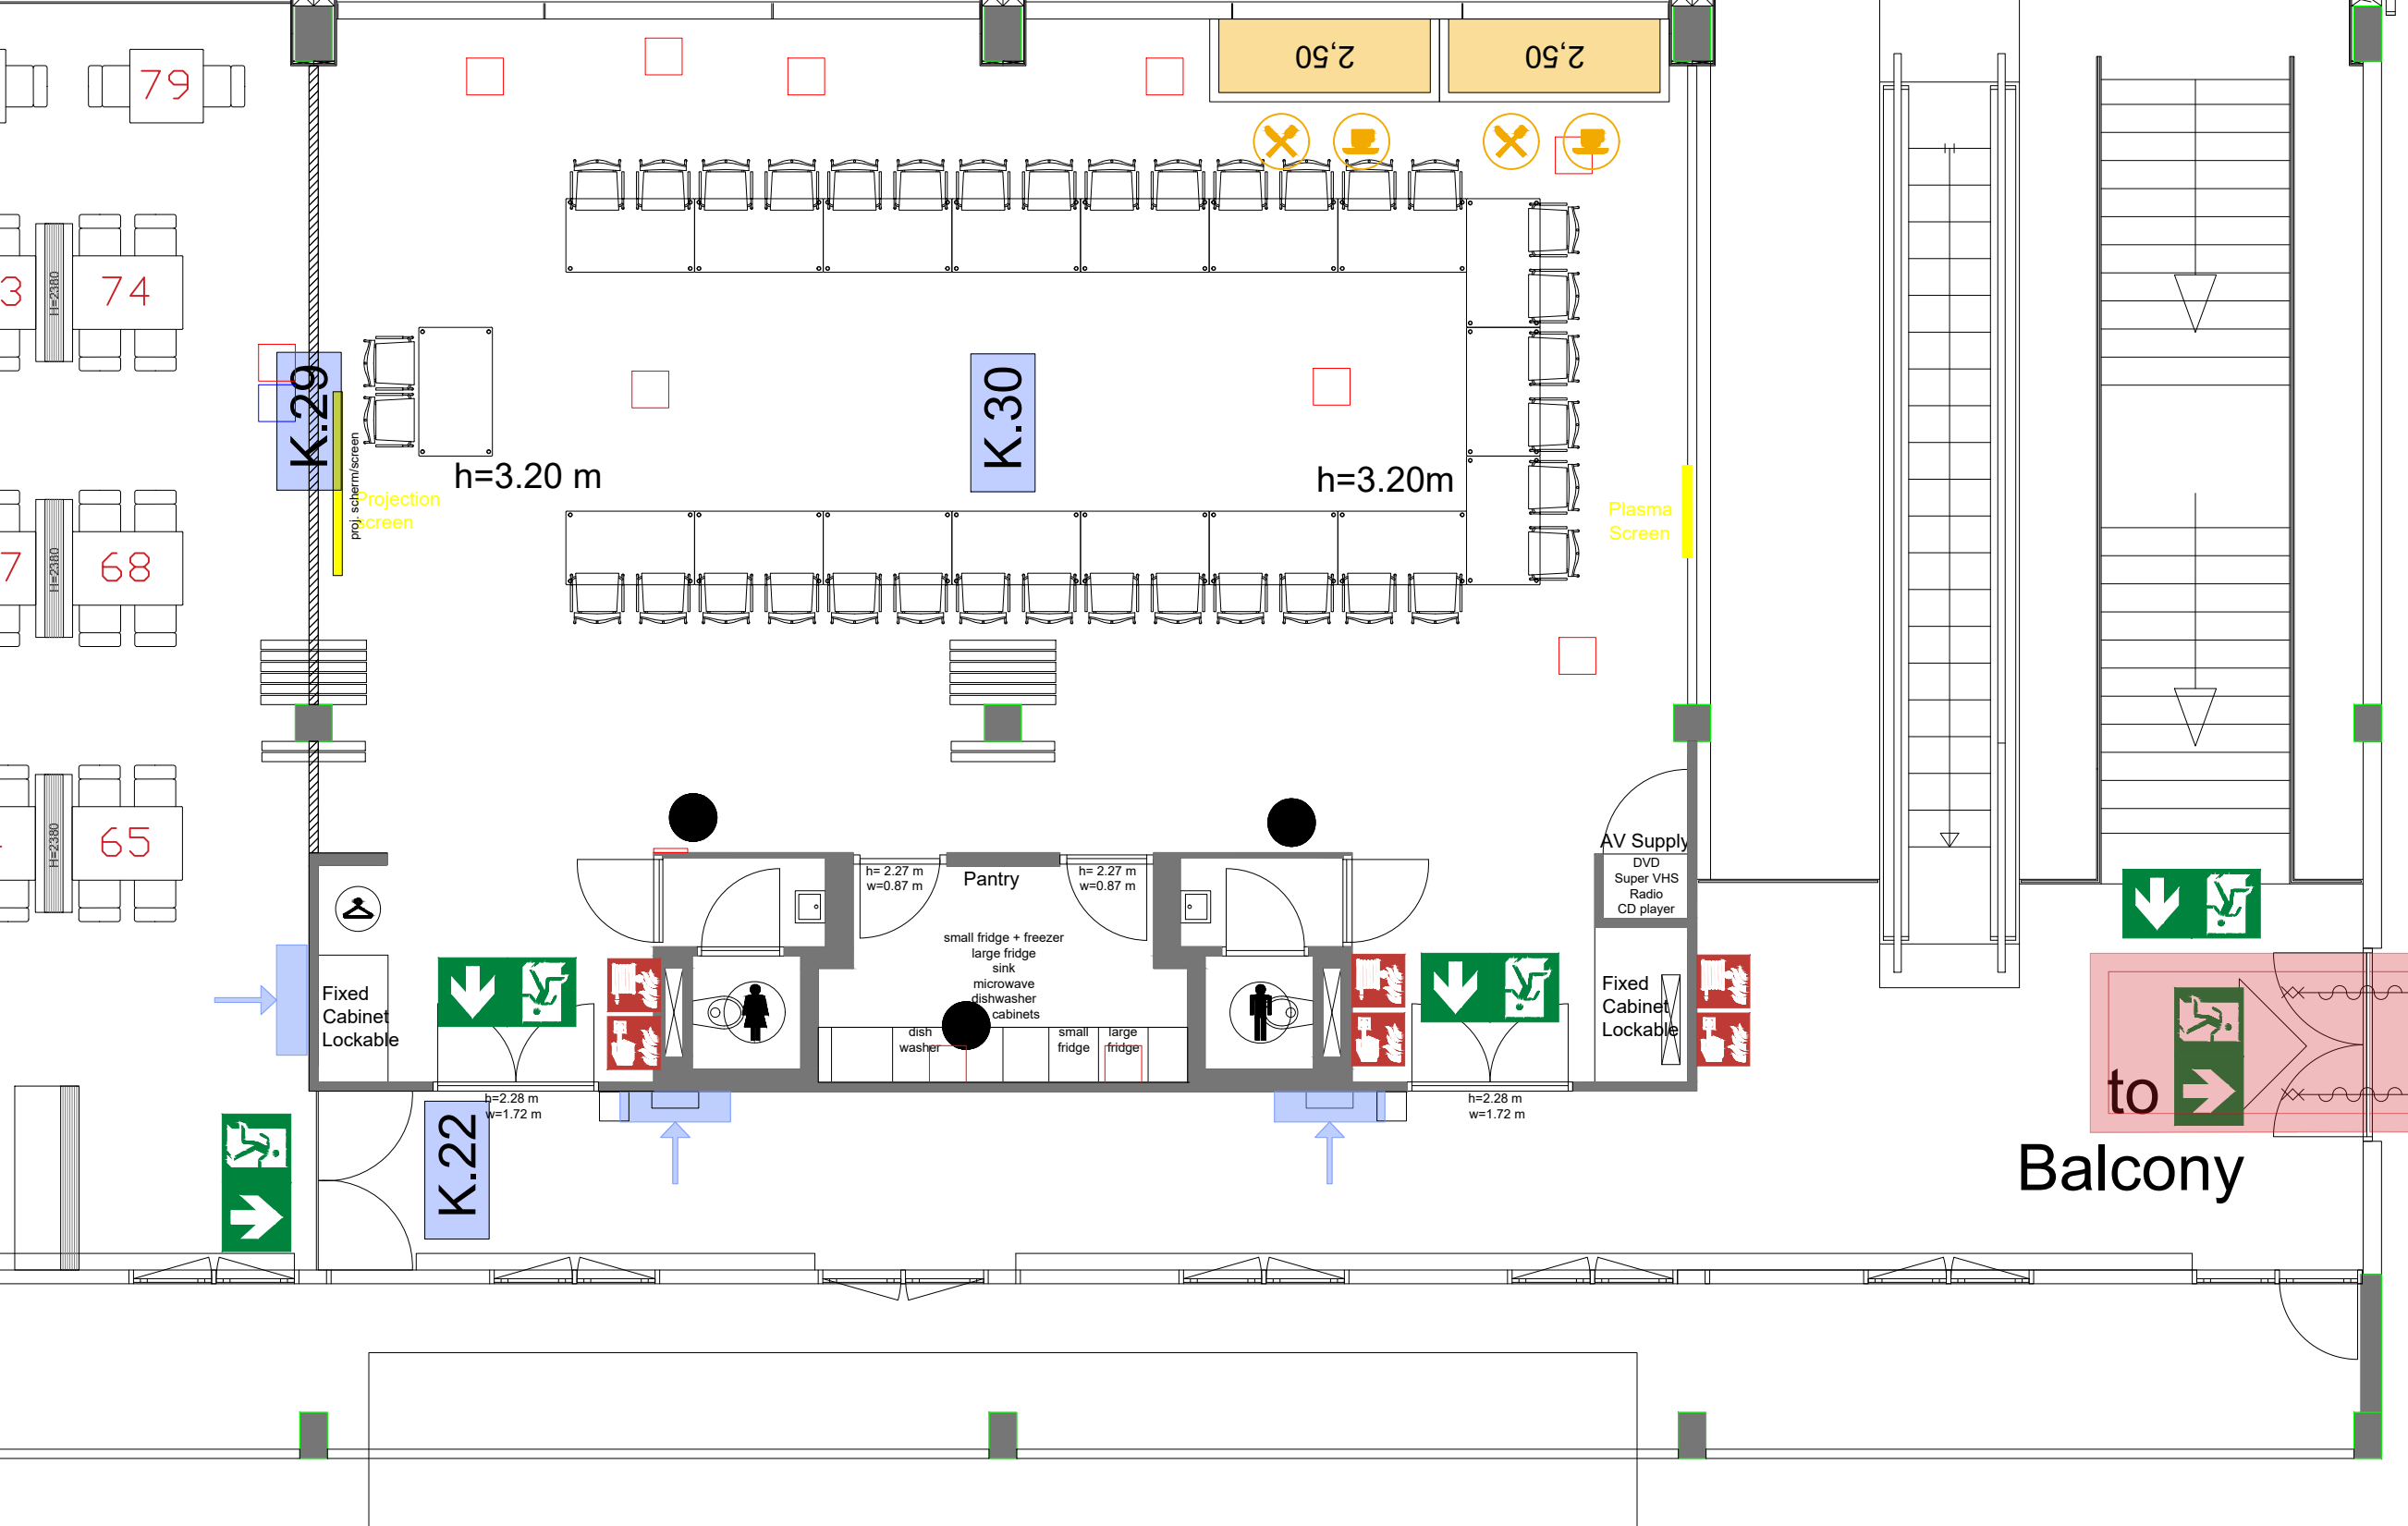 2,50
2,50
79
3
H=2380
74
K.29
K.30
proj. scherm/screen
Projection
screen
h=3.20 m
h=3.20m
Plasma
Screen
7
H=2380
68
H=2380
65
AV Supply
DVD
Super VHS
Radio
CD player
h= 2.27 m
w=0.87 m
Pantry
h= 2.27 m
w=0.87 m
small fridge + freezer
large fridge
sink
microwave
dishwasher
cabinets
dish
washer
small
fridge
large
fridge
Fixed
Cabinet
Lockable
Fixed
Cabinet
Lockable
h=2.28 m
w=1.72 m
h=2.28 m
w=1.72 m
K.22
to
Balcony